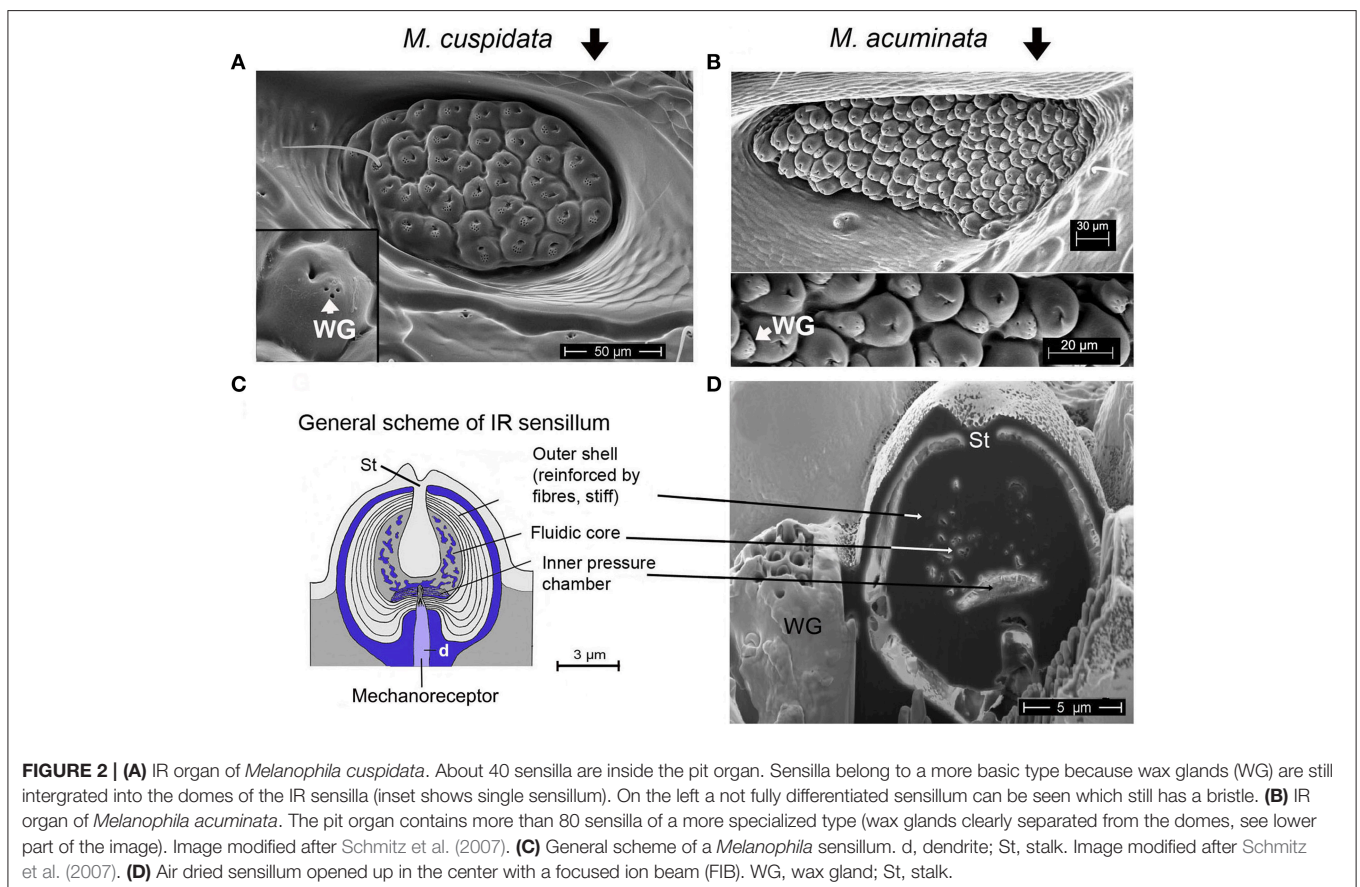 M. cuspidata
M. acuminata
A
B
WG
50 µm
30 µm
WG
20 µm
C
D
General scheme of IR sensillum
St
Outer shell
(reinforced by
fibres, stiff)
Fluidic core
Inner pressure
chamber
d
3 µm
Mechanoreceptor
St
WG
5 µm
FIGURE 2 | (A) IR organ of Melanophila cuspidata. About 40 sensilla are inside the pit organ. Sensilla belong to a more basic type because wax glands (WG) are still
intergrated into the domes of the IR sensilla (inset shows single sensillum). On the left a not fully differentiated sensillum can be seen which still has a bristle. (B) IR
organ of Melanophila acuminata. The pit organ contains more than 80 sensilla of a more specialized type (wax glands clearly separated from the domes, see lower
part of the image). Image modified after Schmitz et al. (2007). (C) General scheme of a Melanophila sensillum. d, dendrite; St, stalk. Image modified after Schmitz
et al. (2007). (D) Air dried sensillum opened up in the center with a focused ion beam (FIB). WG, wax gland; St, stalk.